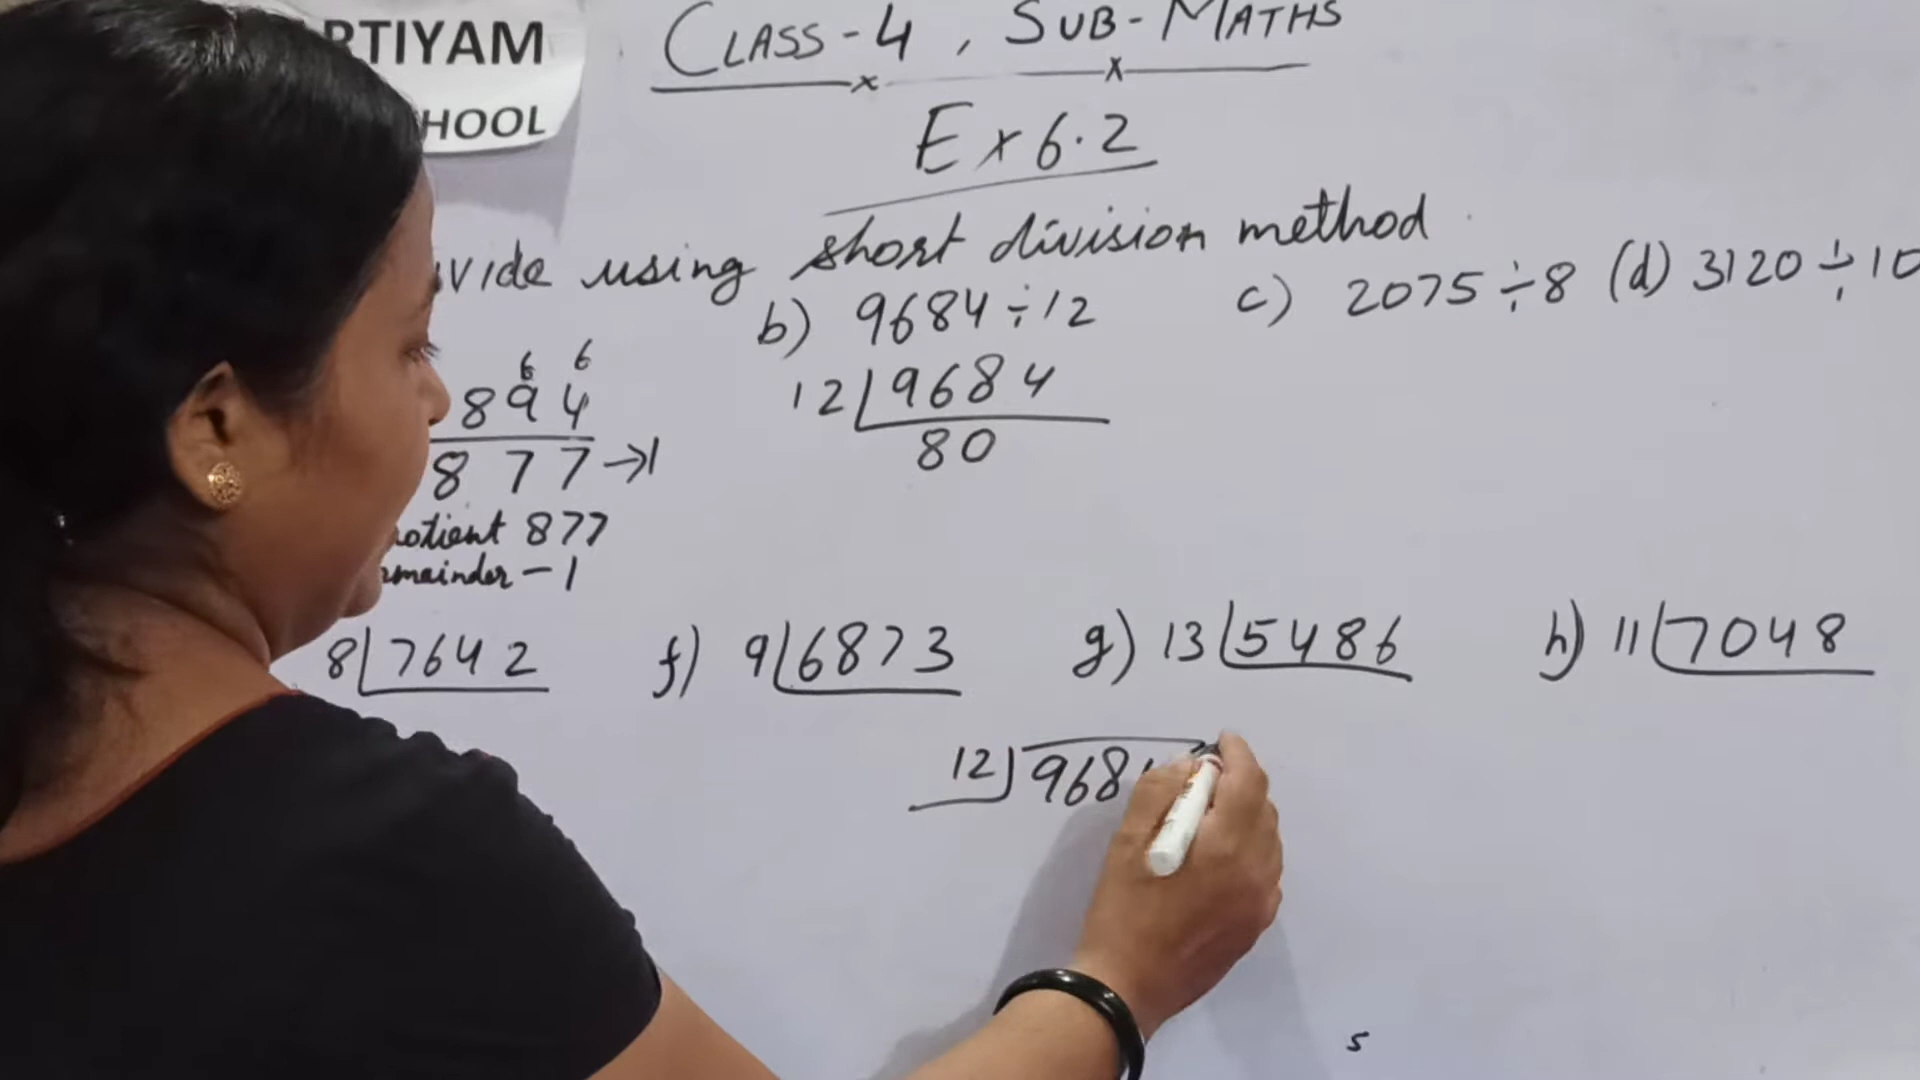 RTIYAM
HOOL
CLASS-4, SUB-MATHS
Ex 6.2
vide using short division method
b) 9684÷12 c) 2075÷8 (d) 3120÷10
6 6
894
877→1
otient 877
mainder-1
12 9684
80
8 7642 f) 9 6873 g) 13 5486 h) 11 7048
12 968
s